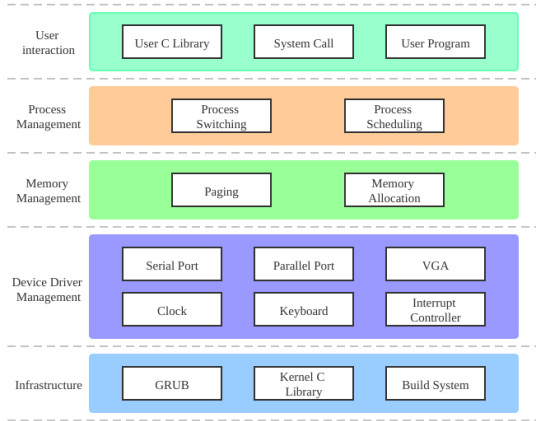 User
interaction
User C Library
System Call
User Program
Process
Management
Process
Switching
Process
Scheduling
Memory
Management
Paging
Memory
Allocation
Device Driver
Management
Serial Port
Parallel Port
VGA
Clock
Keyboard
Interrupt
Controller
Infrastructure
GRUB
Kernel C
Library
Build System